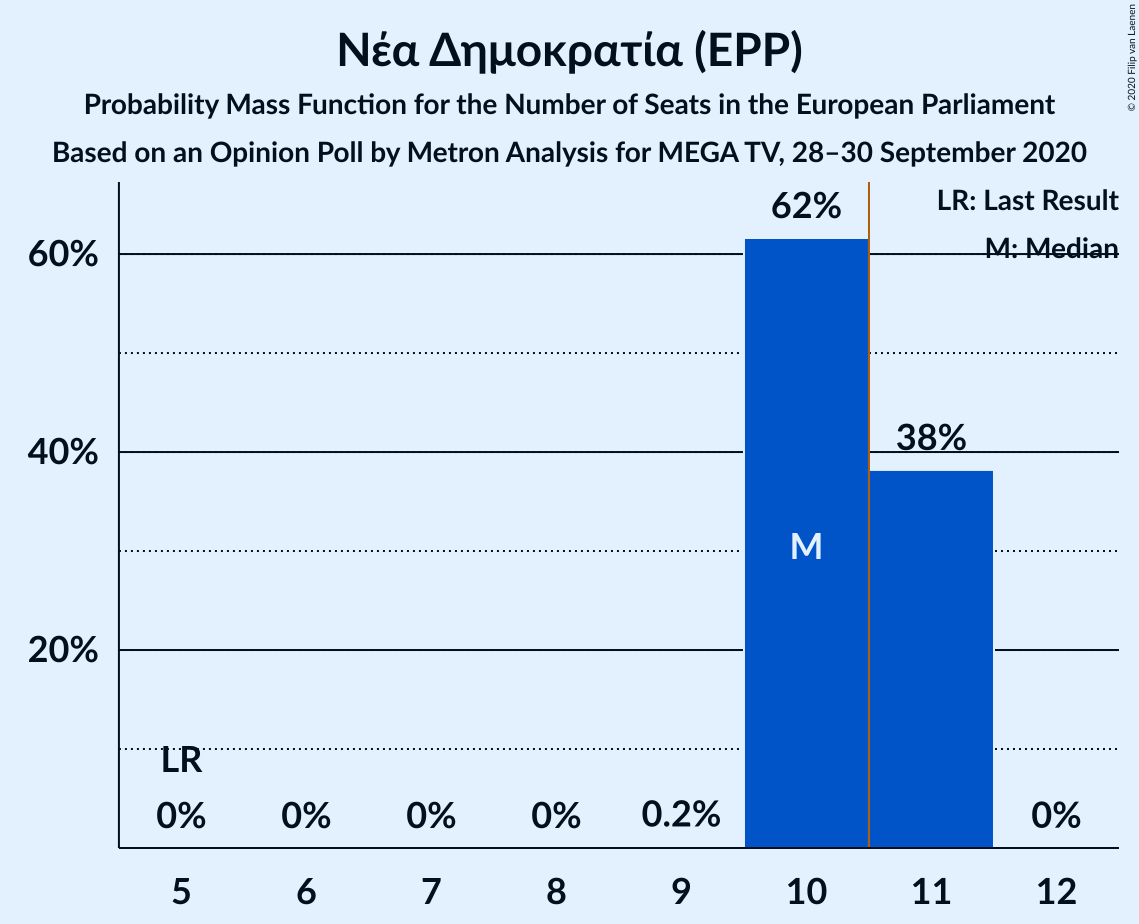 Νέα Δημοκρατία (EPP)
Probability Mass Function for the Number of Seats in the European Parliament
Based on an Opinion Poll by Metron Analysis for MEGA TV, 28–30 September 2020
© 2020 Filip van Laenen
LR: Last Result
M: Median
62%
60%
38%
40%
M
20%
LR
0% 0% 0% 0% 0.2% 0%
5 6 7 8 9 10 11 12